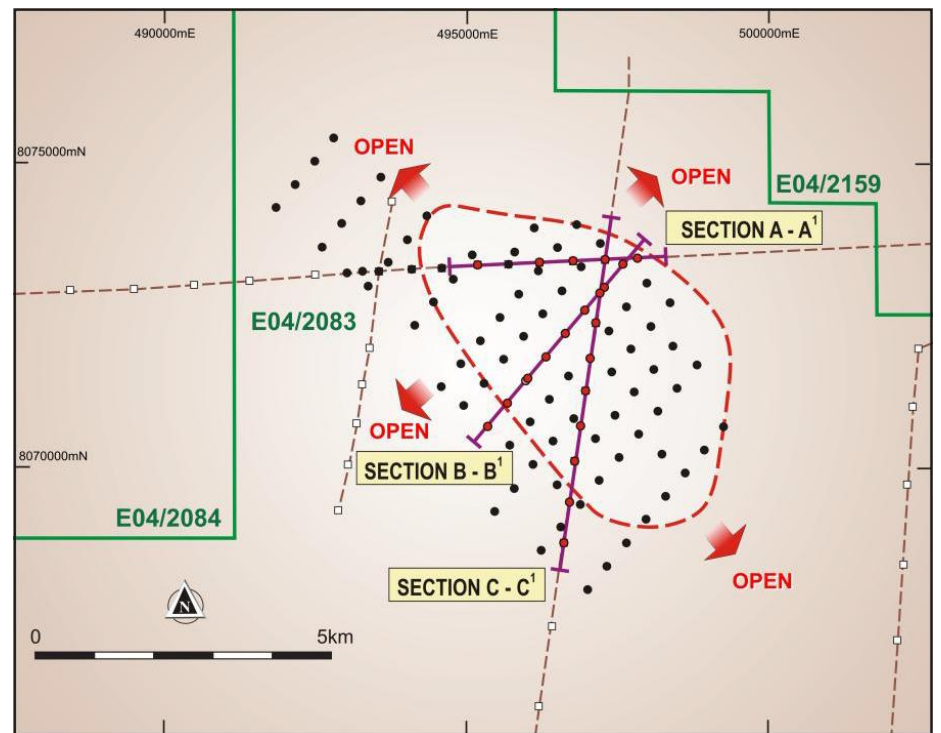 490000mE
495000mE
500000mE
8075000mN
OPEN
OPEN
E04/2159
SECTION A - A¹
E04/2083
OPEN
SECTION B - B¹
8070000mN
E04/2084
OPEN
SECTION C - C¹
N
0
5km